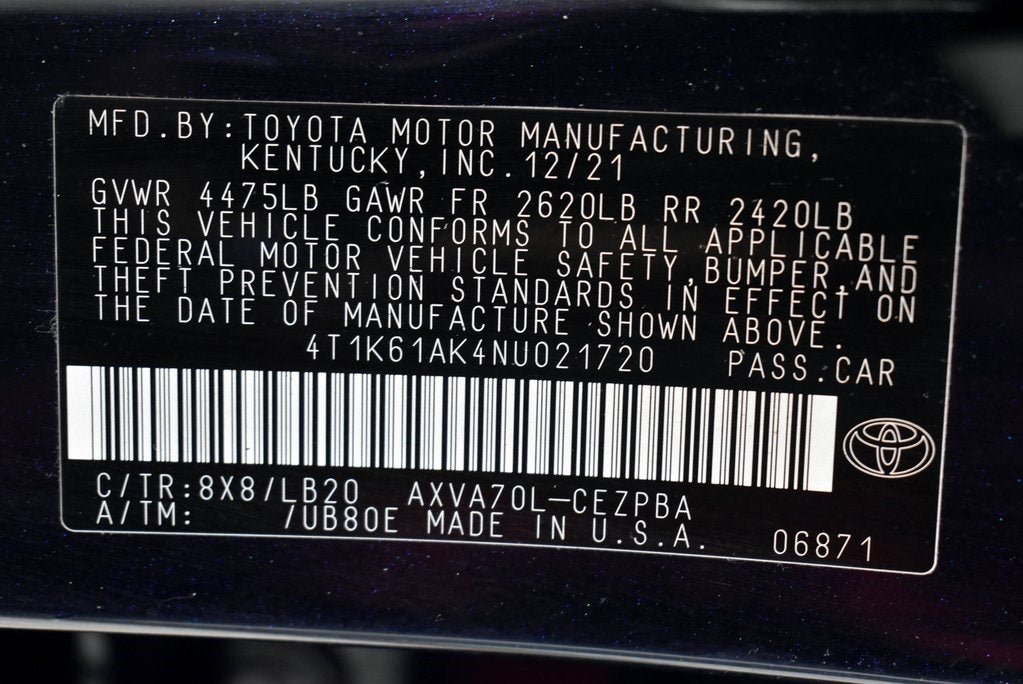 MFD.BY:TOYOTA MOTOR MANUFACTURING,
KENTUCKY,INC. 12/21
GVWR 4475LB GAWR FR 2620LB RR 2420LB
THIS VEHICLE CONFORMS TO ALL APPLICABLE
FEDERAL MOTOR VEHICLE SAFETY,BUMPER,AND
THEFT PREVENTION STANDARDS IN EFFECT ON
THE DATE OF MANUFACTURE SHOWN ABOVE.
4T1K61AK4NU021720 PASS.CAR
C/TR:8X8/LB20 AXVA70L-CEZPBA
A/TM: /UB80E MADE IN U.S.A. 06871